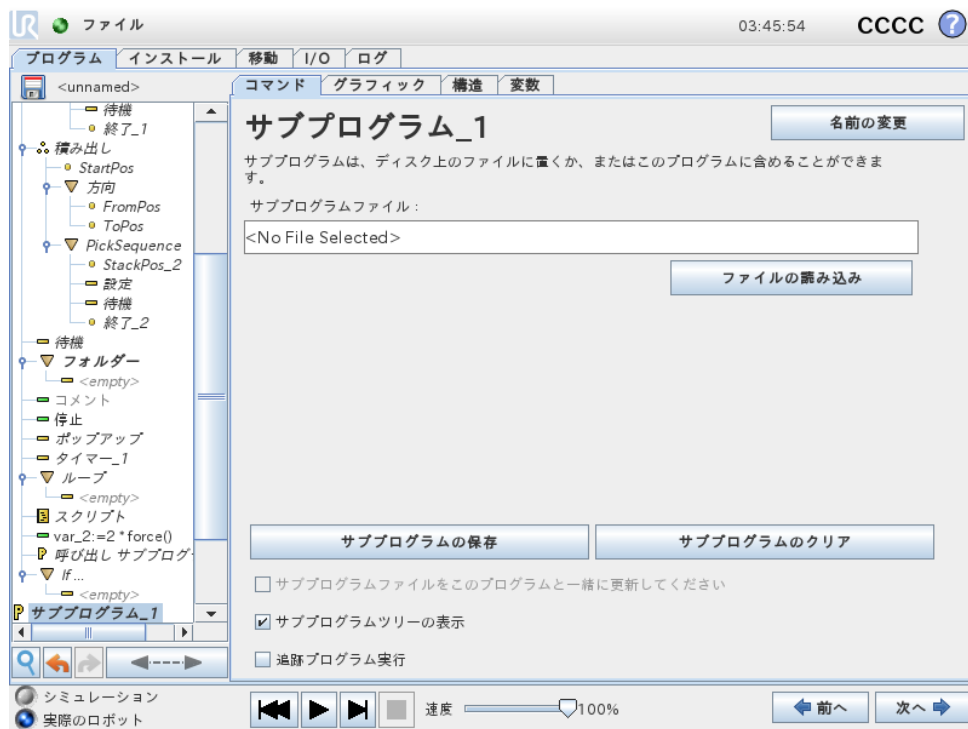 UR ファイル 03:45:54 CCCC ?
プログラム インストール 移動 I/O ログ
<unnamed>
コマンド グラフィック 構造 変数
待機
終了_1
積み出し
StartPos
方向
FromPos
ToPos
PickSequence
StackPos_2
設定
待機
終了_2
待機
フォルダー
<empty>
コメント
停止
ポップアップ
タイマー_1
ループ
<empty>
スクリプト
var_2:=2*force()
P 呼び出し サブプログ
If...
<empty>
P サブプログラム_1
サブプログラム_1
名前の変更
サブプログラムは、ディスク上のファイルに置くか、またはこのプログラムに含めることができま
す。
サブプログラムファイル :
<No File Selected>
ファイルの読み込み
サブプログラムの保存 サブプログラムのクリア
サブプログラムファイルをこのプログラムと一緒に更新してください
サブプログラムツリーの表示
追跡プログラム実行
シミュレーション
実際のロボット
速度 100%
前へ 次へ